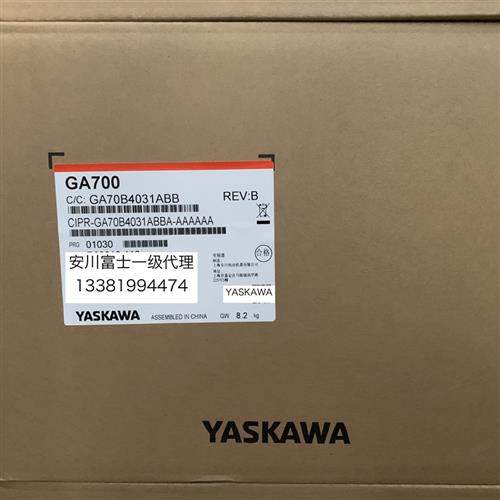 GA700
C/C: GA70B4031ABB
REV:B
CIPR-GA70B4031ABBA-AAAAAA
PRG: 01030
合格
安川富士一级代理
13381994474
YASKAWA
YASKAWA
ASSEMBLED IN CHINA
GW 8.2 kg
YASKAWA